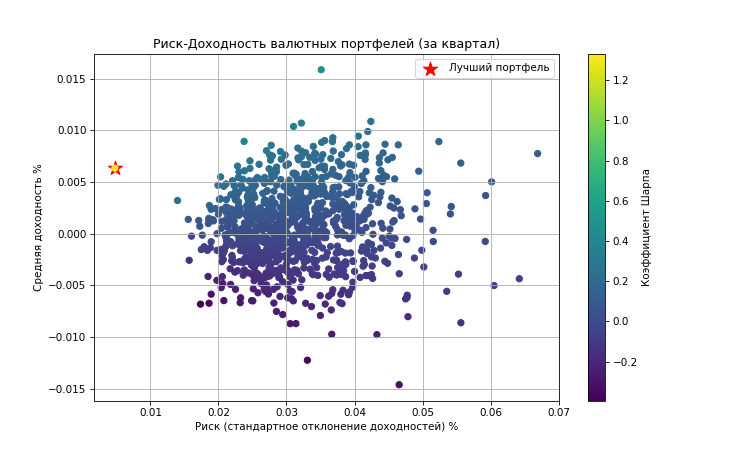 Риск-Доходность валютных портфелей (за квартал)
Лучший портфель
Средняя доходность %
0.015
0.010
0.005
0.000
−0.005
−0.010
−0.015
0.01 0.02 0.03 0.04 0.05 0.06 0.07
Риск (стандартное отклонение доходностей) %
1.2
1.0
0.8
0.6
0.4
0.2
0.0
−0.2
Коэффициент Шарпа